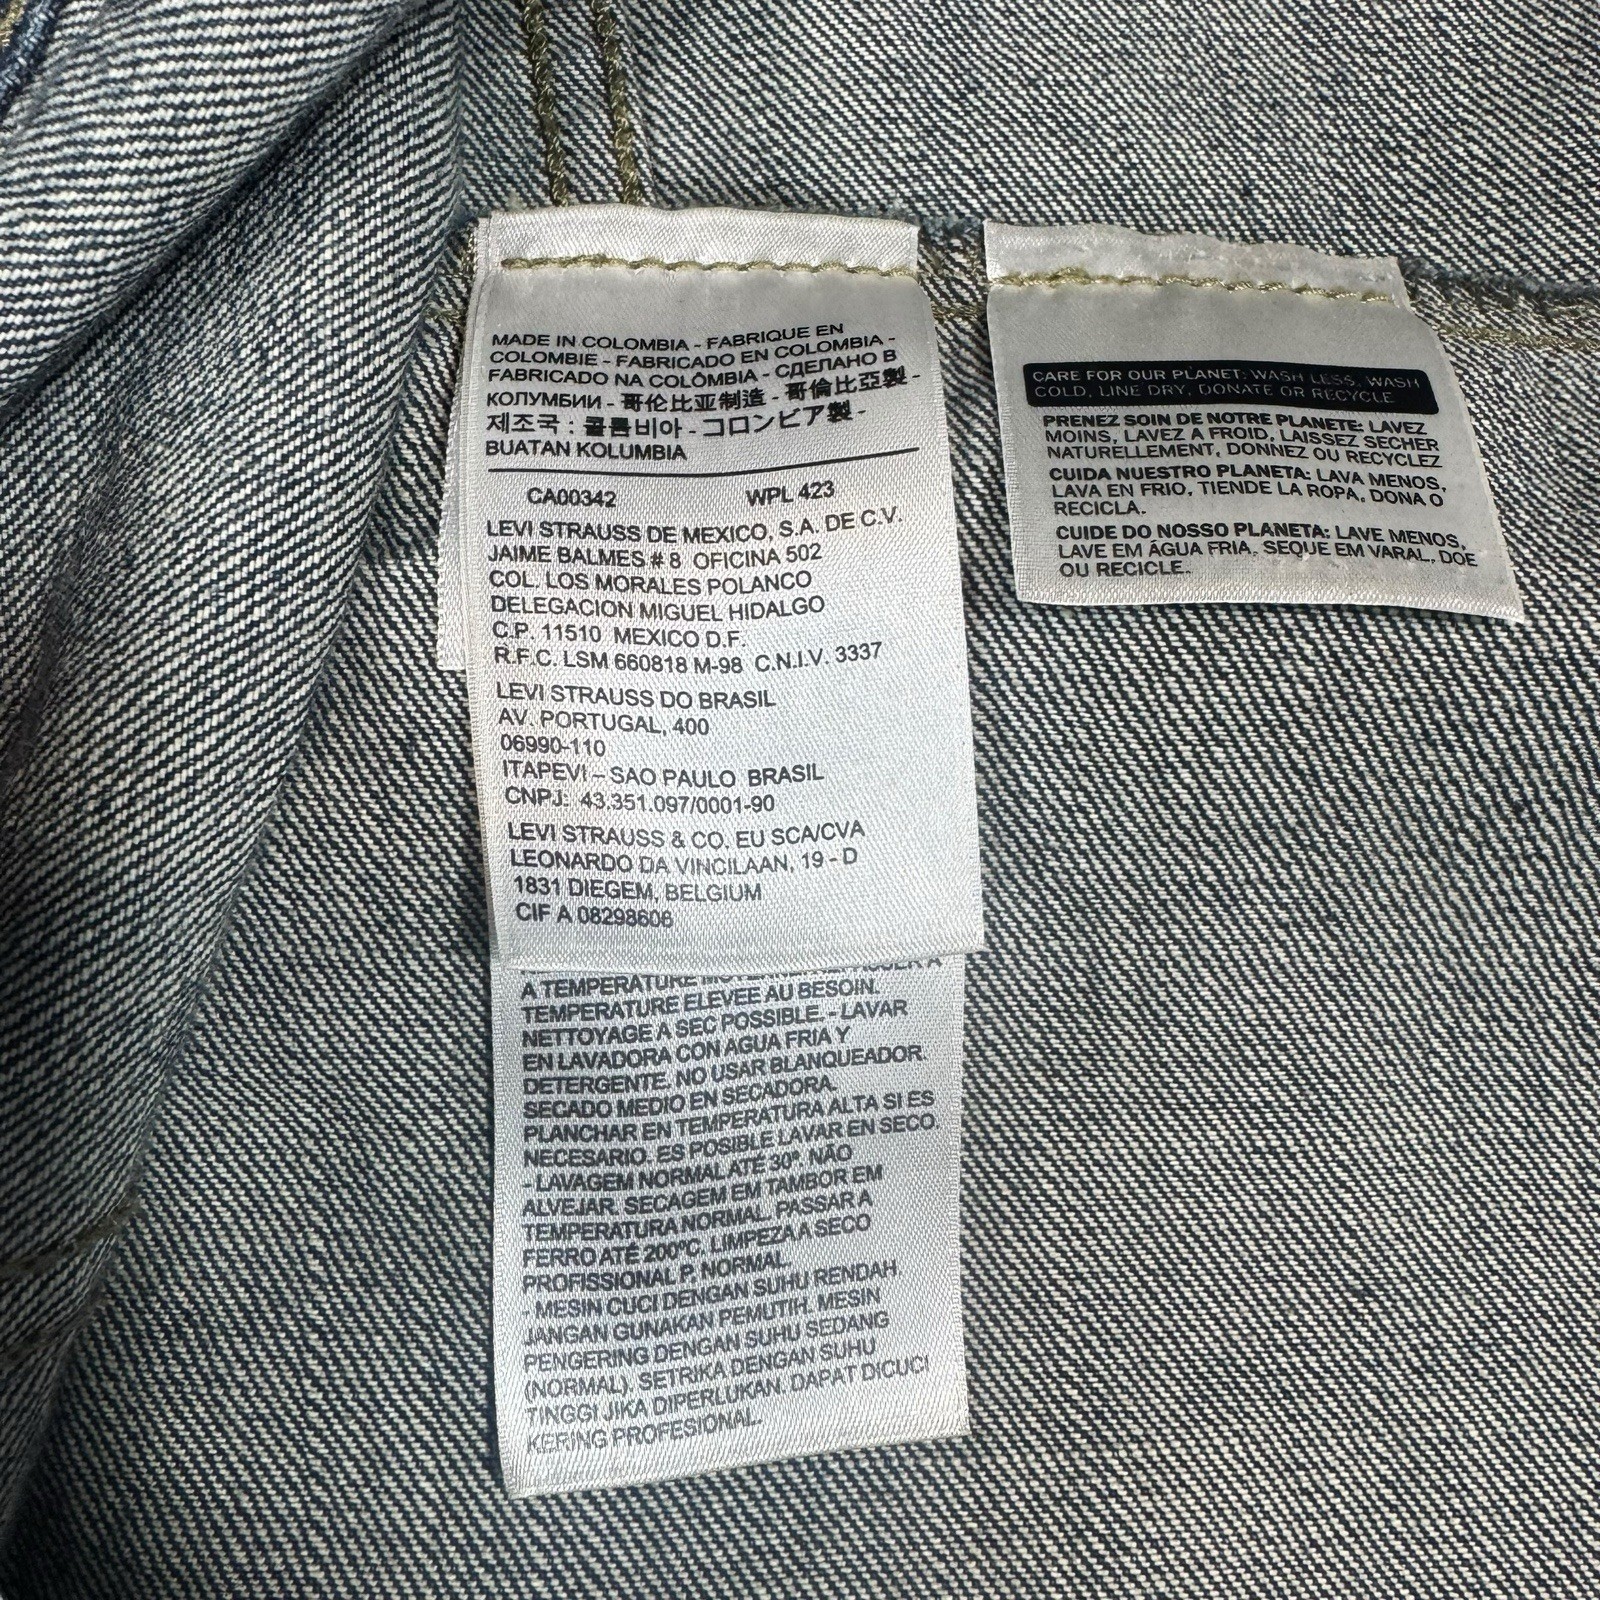 MADE IN COLOMBIA - FABRIQUE EN
COLOMBIE - FABRICADO EN COLOMBIA -
FABRICADO NA COLÔMBIA - СДЕЛАНО В
КОЛУМБИИ - 哥伦比亚制造 - 哥倫比亞製 -
제조국 : 콜롬비아 - コロンビア製 -
BUATAN KOLUMBIA
CA00342 WPL 423
LEVI STRAUSS DE MEXICO, S.A. DE C.V.
JAIME BALMES # 8 OFICINA 502
COL. LOS MORALES POLANCO
DELEGACION MIGUEL HIDALGO
C.P. 11510 MEXICO D.F.
R.F.C. LSM 660818 M-98 C.N.I.V. 3337
LEVI STRAUSS DO BRASIL
AV. PORTUGAL, 400
06990-110
ITAPEVI – SAO PAULO BRASIL
CNPJ: 43.351.097/0001-90
LEVI STRAUSS & CO. EU SCA/CVA
LEONARDO DA VINCILAAN, 19 - D
1831 DIEGEM, BELGIUM
CIF A 08298608
A TEMPERATURE
TEMPERATURE ELEVEE AU BESOIN.
NETTOYAGE A SEC POSSIBLE. - LAVAR
EN LAVADORA CON AGUA FRIA Y
DETERGENTE. NO USAR BLANQUEADOR.
SECADO MEDIO EN SECADORA.
PLANCHAR EN TEMPERATURA ALTA SI ES
NECESARIO. ES POSIBLE LAVAR EN SECO.
- LAVAGEM NORMAL ATÉ 30º. NÃO
ALVEJAR. SECAGEM EM TAMBOR EM
TEMPERATURA NORMAL. PASSAR A
FERRO ATÉ 200ºC. LIMPEZA A SECO
PROFISSIONAL P. NORMAL.
- MESIN CUCI DENGAN SUHU RENDAH.
JANGAN GUNAKAN PEMUTIH. MESIN
PENGERING DENGAN SUHU SEDANG
(NORMAL). SETRIKA DENGAN SUHU
TINGGI JIKA DIPERLUKAN. DAPAT DICUCI
KERING PROFESIONAL.
CARE FOR OUR PLANET: WASH LESS, WASH
COLD, LINE DRY, DONATE OR RECYCLE
PRENEZ SOIN DE NOTRE PLANETE: LAVEZ
MOINS, LAVEZ A FROID, LAISSEZ SECHER
NATURELLEMENT, DONNEZ OU RECYCLEZ
CUIDA NUESTRO PLANETA: LAVA MENOS,
LAVA EN FRIO, TIENDE LA ROPA, DONA O
RECICLA.
CUIDE DO NOSSO PLANETA: LAVE MENOS,
LAVE EM ÁGUA FRIA, SEQUE EM VARAL, DOE
OU RECICLE.